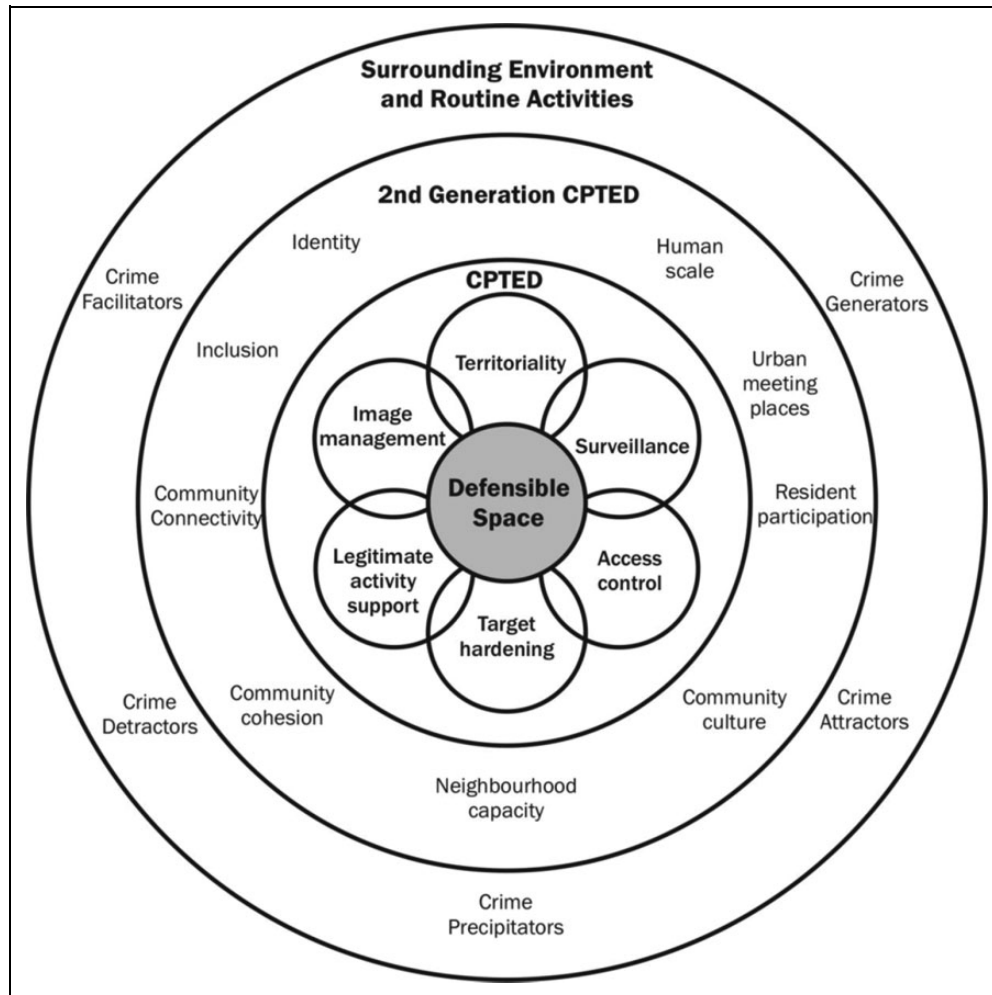 Surrounding Environment
and Routine Activities
2nd Generation CPTED
Identity
Human
scale
Crime
Facilitators
CPTED
Crime
Generators
Inclusion
Territoriality
Urban
meeting
places
Image
management
Surveillance
Community
Connectivity
Defensible
Space
Resident
participation
Legitimate
activity
support
Access
control
Target
hardening
Crime
Detractors
Community
cohesion
Community
culture
Crime
Attractors
Neighbourhood
capacity
Crime
Precipitators